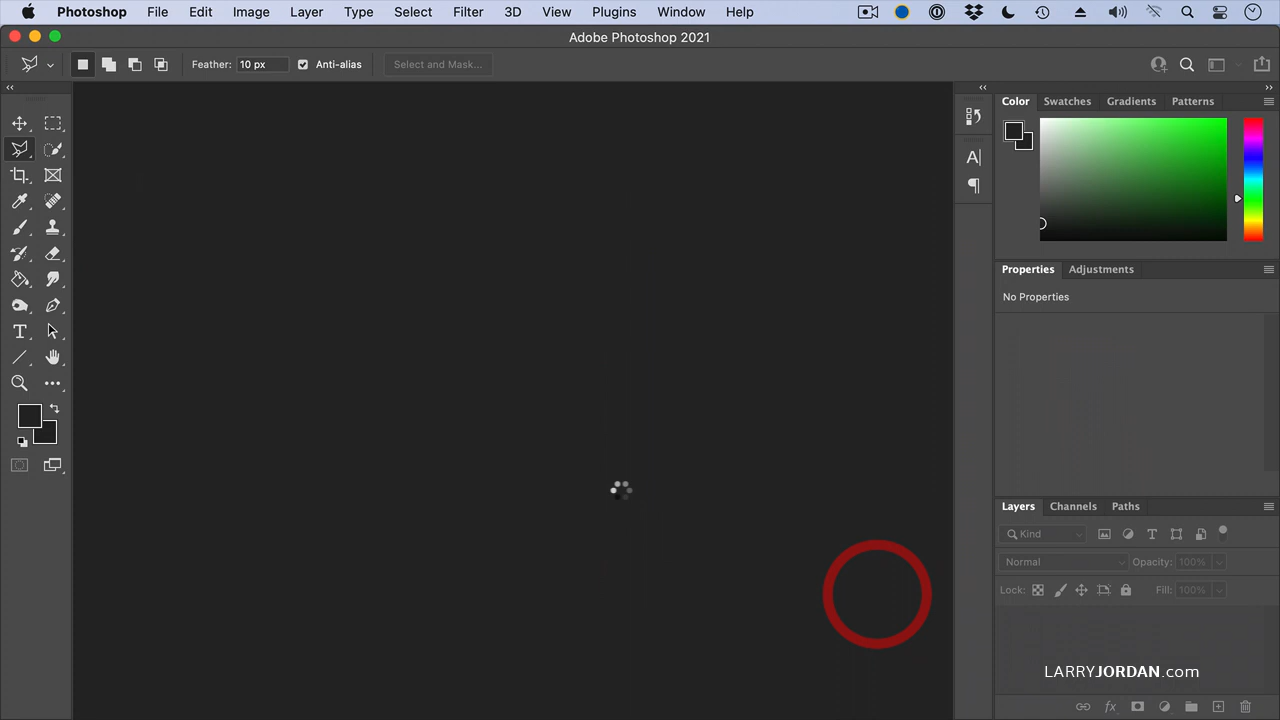 Photoshop File Edit Image Layer Type Select Filter 3D View Plugins Window Help
Adobe Photoshop 2021
Feather: 10 px Anti-alias Select and Mask...
Color Swatches Gradients Patterns
Properties Adjustments
No Properties
Layers Channels Paths
Kind
Normal Opacity: 100%
Lock: Fill: 100%
LARRYJORDAN.com